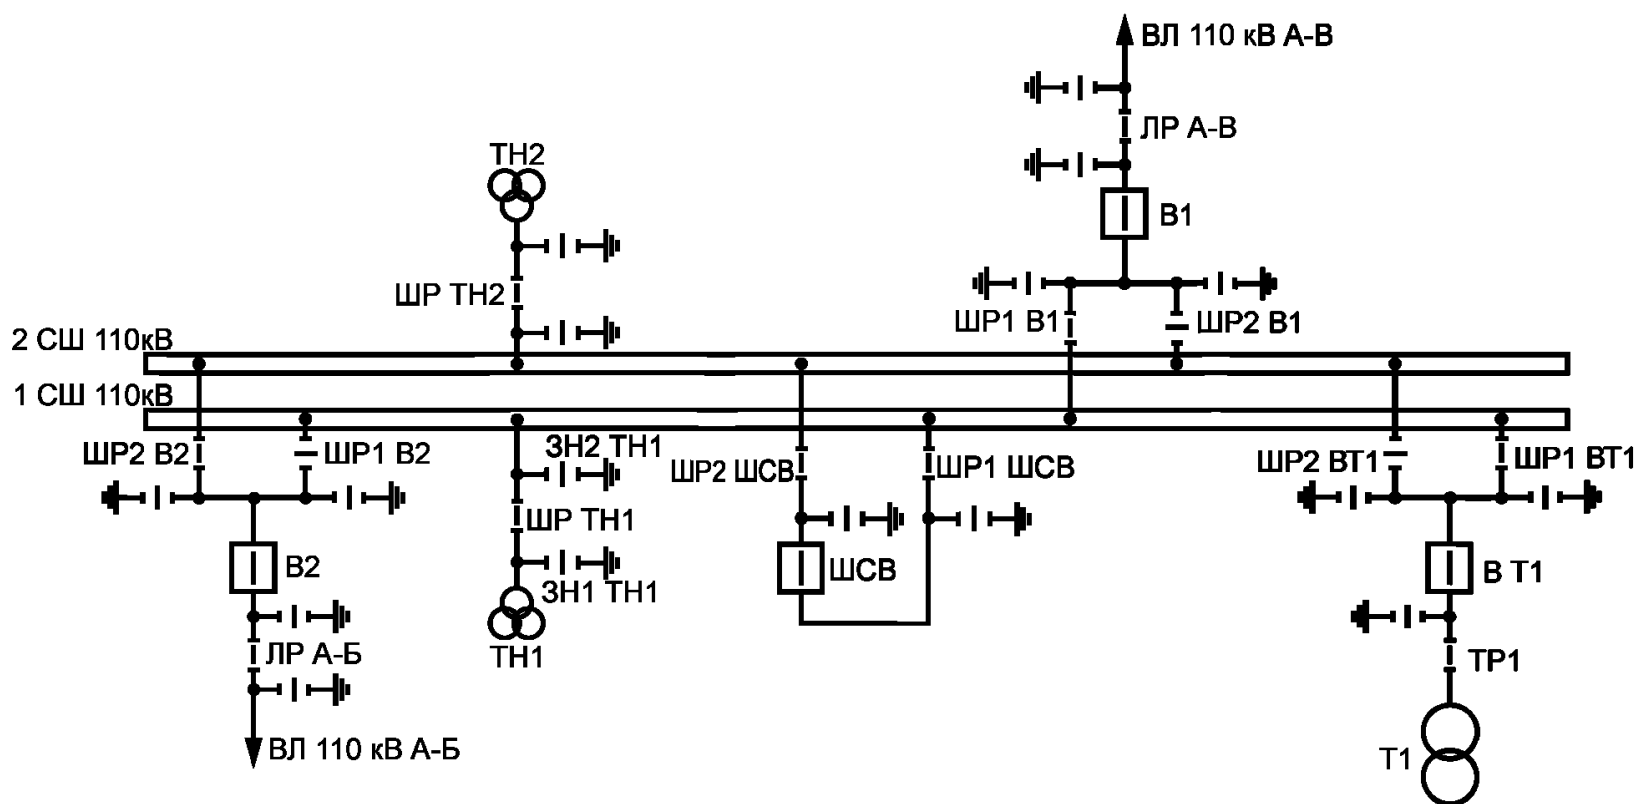 ВЛ 110 кВ А-В
ЛР А-В
ТН2
В1
ШР ТН2
ШР1 В1
ШР2 В1
2 СШ 110кВ
1 СШ 110кВ
ШР2 В2
ШР1 В2
ЗН2 ТН1
ШР2 ШСВ
ШР1 ШСВ
ШР2 ВТ1
ШР1 ВТ1
ШР ТН1
В2
ШСВ
В Т1
ЗН1 ТН1
ЛР А-Б
ТН1
ТР1
ВЛ 110 кВ А-Б
Т1